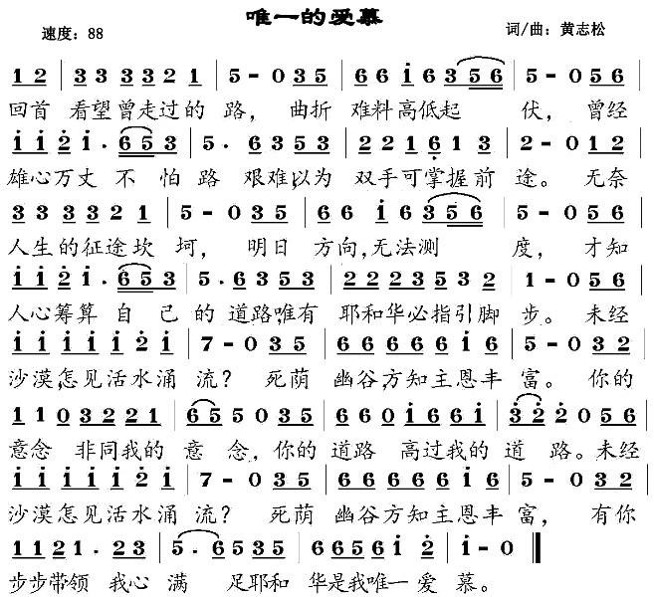 唯一的爱慕
速度：88 词/曲：黄志松
1 2 | 3 3 3 3 2 1 | 5 - 0 3 5 | 6 6 i 6 3 5 6 | 5 - 0 5 6 |
回首 看望曾走过的 路， 曲折 难料高低起 伏，曾经
i i 2 i . 6 5 3 | 5 . 6 3 5 3 | 2 2 1 6 1 3 | 2 - 0 1 2 |
雄心万丈 不 怕路 艰难,以为 双手可掌握前 途。无奈
3 3 3 3 2 1 | 5 - 0 3 5 | 6 6 i 6 3 5 6 | 5 - 0 5 6 |
人生的征途坎 坷， 明日 方向,无法测 度，才知
i i 2 i . 6 5 3 | 5 . 6 3 5 3 | 2 2 2 3 5 3 2 | 1 - 0 5 6 |
人心筹算 自 己的 道路,唯有 耶和华必指引脚 步。未经
i i i i i 2 i | 7 - 0 3 5 | 6 6 6 6 6 i 6 | 5 - 0 3 2 |
沙漠,怎见活水涌 流？ 死荫 幽谷,方知主恩丰 富。你的
1 1 0 3 2 2 1 | 6 5 5 0 3 5 | 6 6 0 i 6 6 i | 3 2 2 0 5 6 |
意念 非同我的 意 念，你的 道路 高过我的 道 路。未经
i i i i i 2 i | 7 - 0 3 5 | 6 6 6 6 6 i 6 | 5 - 0 3 2 |
沙漠,怎见活水涌 流？ 死荫 幽谷方知主恩丰 富，有你
1 1 2 1 . 2 3 | 5 . 6 5 3 | 6 6 6 6 5 6 i 2 | i - 0 ‖
步步带领 我心 满 足耶和 华是我唯一爱 慕。